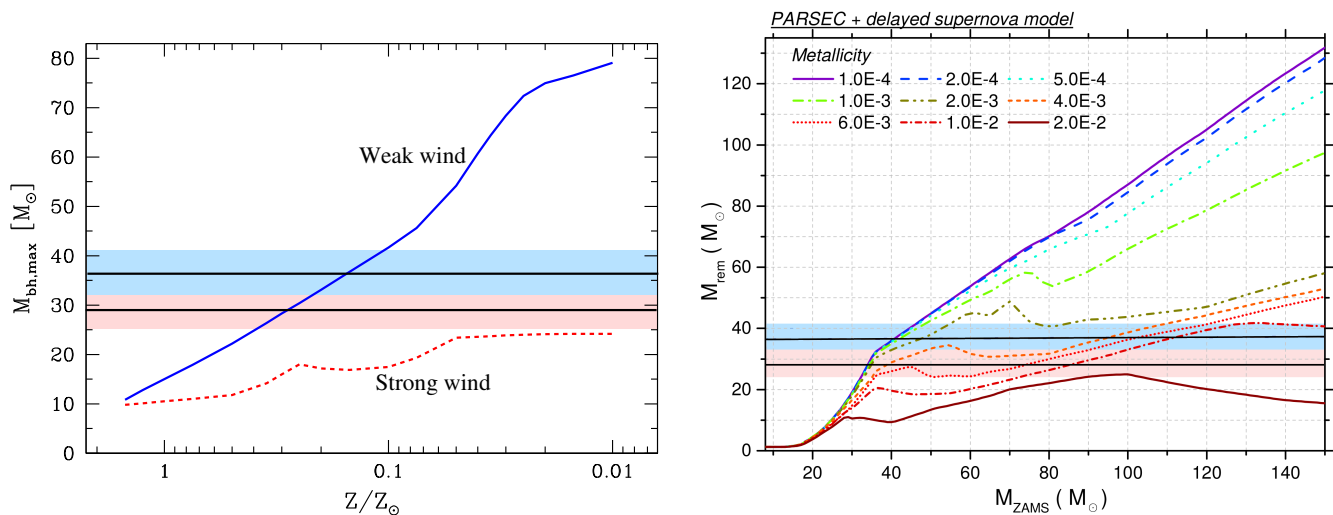 80
70
60
50
40
30
20
10
0
M_bh,max [M_⊙]
Weak wind
Strong wind
1
0.1
0.01
Z/Z_⊙
PARSEC + delayed supernova model
Metallicity
1.0E-4 2.0E-4 5.0E-4
1.0E-3 2.0E-3 4.0E-3
6.0E-3 1.0E-2 2.0E-2
120
100
80
60
40
20
0
M_rem ( M_⊙ )
20 40 60 80 100 120 140
M_ZAMS ( M_⊙ )